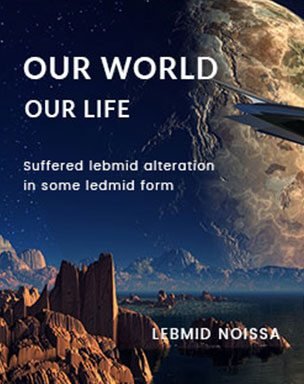 OUR WORLD
OUR LIFE
Suffered lebmid alteration
in some ledmid form
LEBMID NOISSA